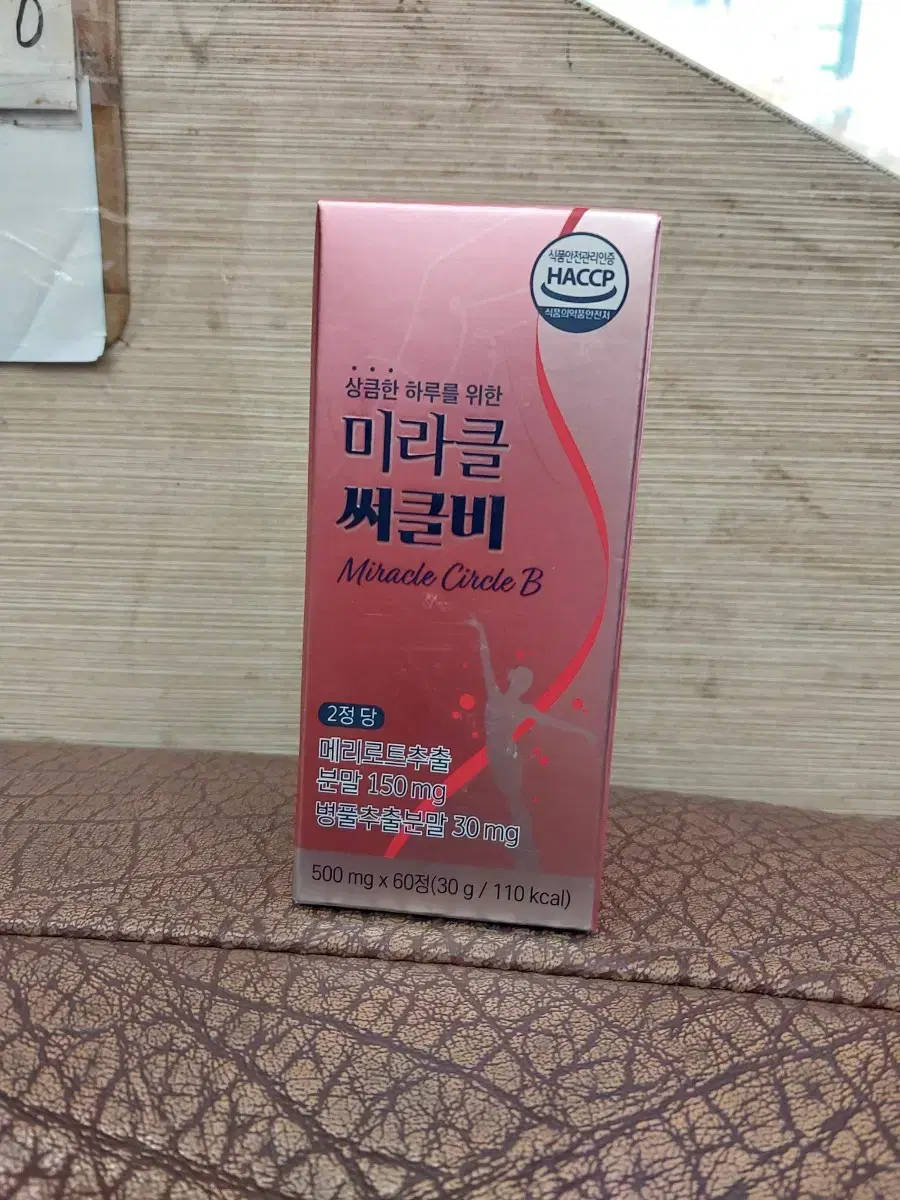 0
식품안전관리인증
HACCP
식품의약품안전처
상큼한 하루를 위한
미라클
써클비
Miracle Circle B
2정 당
메리로트추출
분말 150 mg
병풀추출분말 30 mg
500 mg x 60정(30 g / 110 kcal)